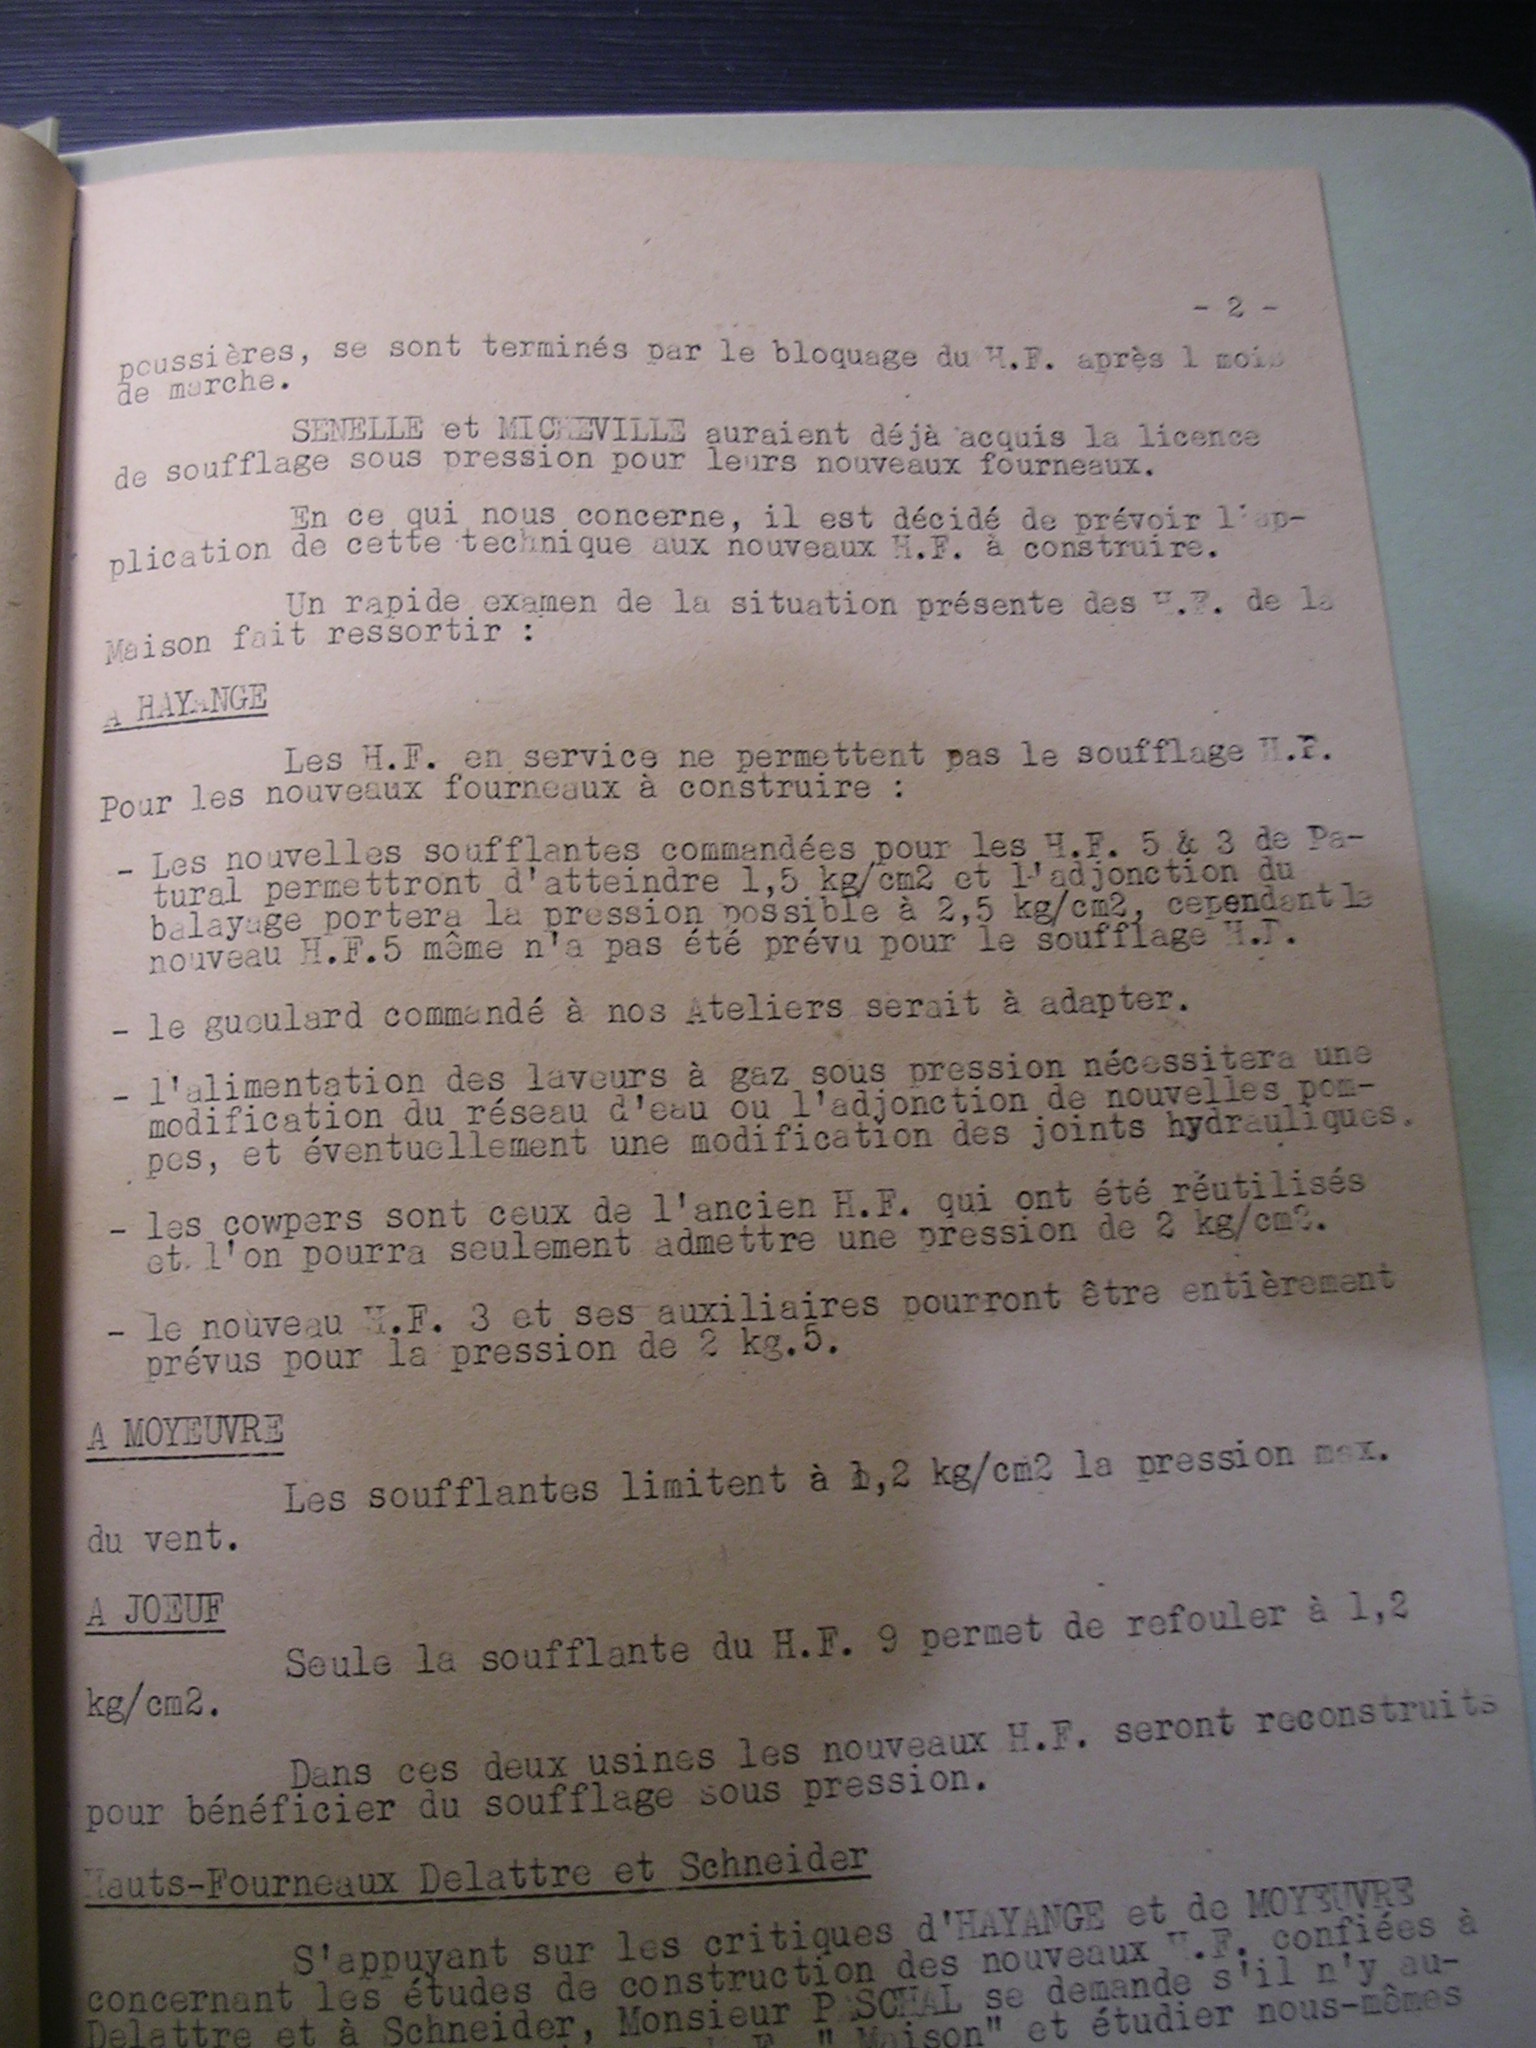 - 2 -
poussières, se sont terminés par le bloquage du H.F. après 1 mois
de marche.
SENELLE et MICHEVILLE auraient déjà acquis la licence
de soufflage sous pression pour leurs nouveaux fourneaux.
En ce qui nous concerne, il est décidé de prévoir l'ap-
plication de cette technique aux nouveaux H.F. à construire.
Un rapide examen de la situation présente des H.F. de la
Maison fait ressortir :
A HAYANGE
Les H.F. en service ne permettent pas le soufflage H.P.
Pour les nouveaux fourneaux à construire :
- Les nouvelles soufflantes commandées pour les H.F. 5 & 3 de Pa-
tural permettront d'atteindre 1,5 kg/cm2 et l'adjonction du
balayage portera la pression possible à 2,5 kg/cm2, cependant le
nouveau H.F.5 même n'a pas été prévu pour le soufflage H.P.
- le gueulard commandé à nos Ateliers serait à adapter.
- l'alimentation des laveurs à gaz sous pression nécessitera une
modification du réseau d'eau ou l'adjonction de nouvelles pom-
pes, et éventuellement une modification des joints hydrauliques.
- les cowpers sont ceux de l'ancien H.F. qui ont été réutilisés
et l'on pourra seulement admettre une pression de 2 kg/cm2.
- le nouveau H.F. 3 et ses auxiliaires pourront être entièrement
prévus pour la pression de 2 kg.5.
A MOYEUVRE
Les soufflantes limitent à 1,2 kg/cm2 la pression max.
du vent.
A JOEUF
Seule la soufflante du H.F. 9 permet de refouler à 1,2
kg/cm2.
Dans ces deux usines les nouveaux H.F. seront reconstruits
pour bénéficier du soufflage sous pression.
Hauts-Fourneaux Delattre et Schneider
S'appuyant sur les critiques d'HAYANGE et de MOYEUVRE
concernant les études de construction des nouveaux H.F. confiées à
Delattre et à Schneider, Monsieur PASCHAL se demande s'il n'y au-
"Maison" et étudier nous-mêmes